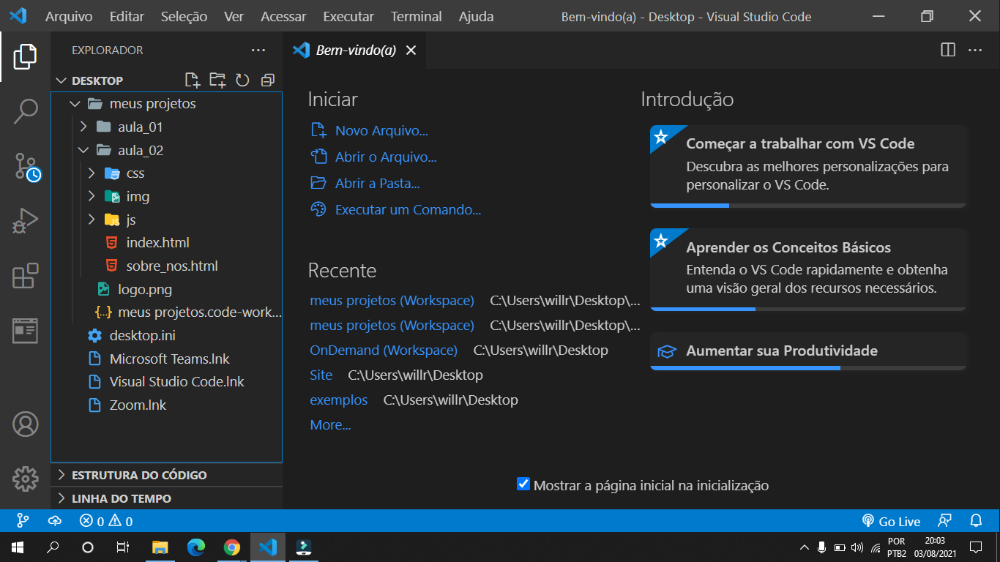 Arquivo Editar Seleção Ver Acessar Executar Terminal Ajuda Bem-vindo(a) - Desktop - Visual Studio Code
EXPLORADOR
Bem-vindo(a)
DESKTOP
meus projetos
aula_01
aula_02
css
img
js
JS
index.html
sobre_nos.html
logo.png
{...} meus projetos.code-work...
desktop.ini
Microsoft Teams.lnk
Visual Studio Code.lnk
Zoom.lnk
ESTRUTURA DO CÓDIGO
LINHA DO TEMPO
Iniciar
Novo Arquivo...
Abrir o Arquivo...
Abrir a Pasta...
Executar um Comando...
Recente
meus projetos (Workspace) C:\Users\willr\Desktop\...
meus projetos (Workspace) C:\Users\willr\Desktop\...
OnDemand (Workspace) C:\Users\willr\Desktop
Site C:\Users\willr\Desktop
exemplos C:\Users\willr\Desktop
More...
Introdução
Começar a trabalhar com VS Code
Descubra as melhores personalizações para
personalizar o VS Code.
Aprender os Conceitos Básicos
Entenda o VS Code rapidamente e obtenha
uma visão geral dos recursos necessários.
Aumentar sua Produtividade
Mostrar a página inicial na inicialização
0 0
Go Live
POR
PTB2
20:03
03/08/2021